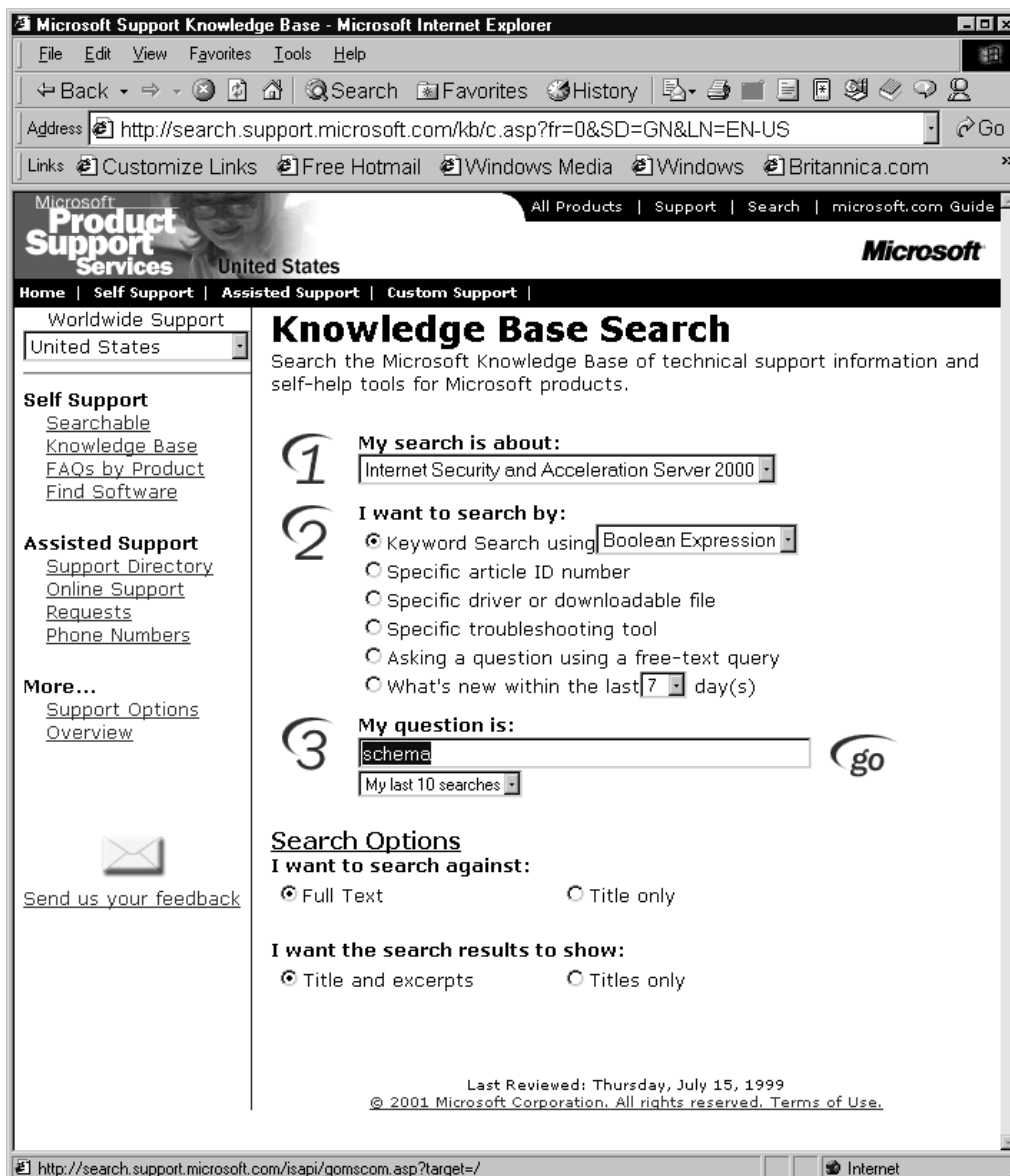 Microsoft Support Knowledge Base - Microsoft Internet Explorer
File Edit View Favorites Tools Help
Back Search Favorites History
Address http://search.support.microsoft.com/kb/c.asp?fr=0&SD=GN&LN=EN-US Go
Links Customize Links Free Hotmail Windows Media Windows Britannica.com »
Microsoft
Product
Support
Services
United States
All Products | Support | Search | microsoft.com Guide
Microsoft
Home | Self Support | Assisted Support | Custom Support |
Worldwide Support
United States
Self Support
Searchable
Knowledge Base
FAQs by Product
Find Software
Assisted Support
Support Directory
Online Support
Requests
Phone Numbers
More...
Support Options
Overview
Send us your feedback
Knowledge Base Search
Search the Microsoft Knowledge Base of technical support information and
self-help tools for Microsoft products.
1
My search is about:
Internet Security and Acceleration Server 2000
2
I want to search by:
Keyword Search using Boolean Expression
Specific article ID number
Specific driver or downloadable file
Specific troubleshooting tool
Asking a question using a free-text query
What's new within the last 7 day(s)
3
My question is:
schema
go
My last 10 searches
Search Options
I want to search against:
Full Text Title only
I want the search results to show:
Title and excerpts Titles only
Last Reviewed: Thursday, July 15, 1999
© 2001 Microsoft Corporation. All rights reserved. Terms of Use.
http://search.support.microsoft.com/isapi/gomscom.asp?target=/ Internet